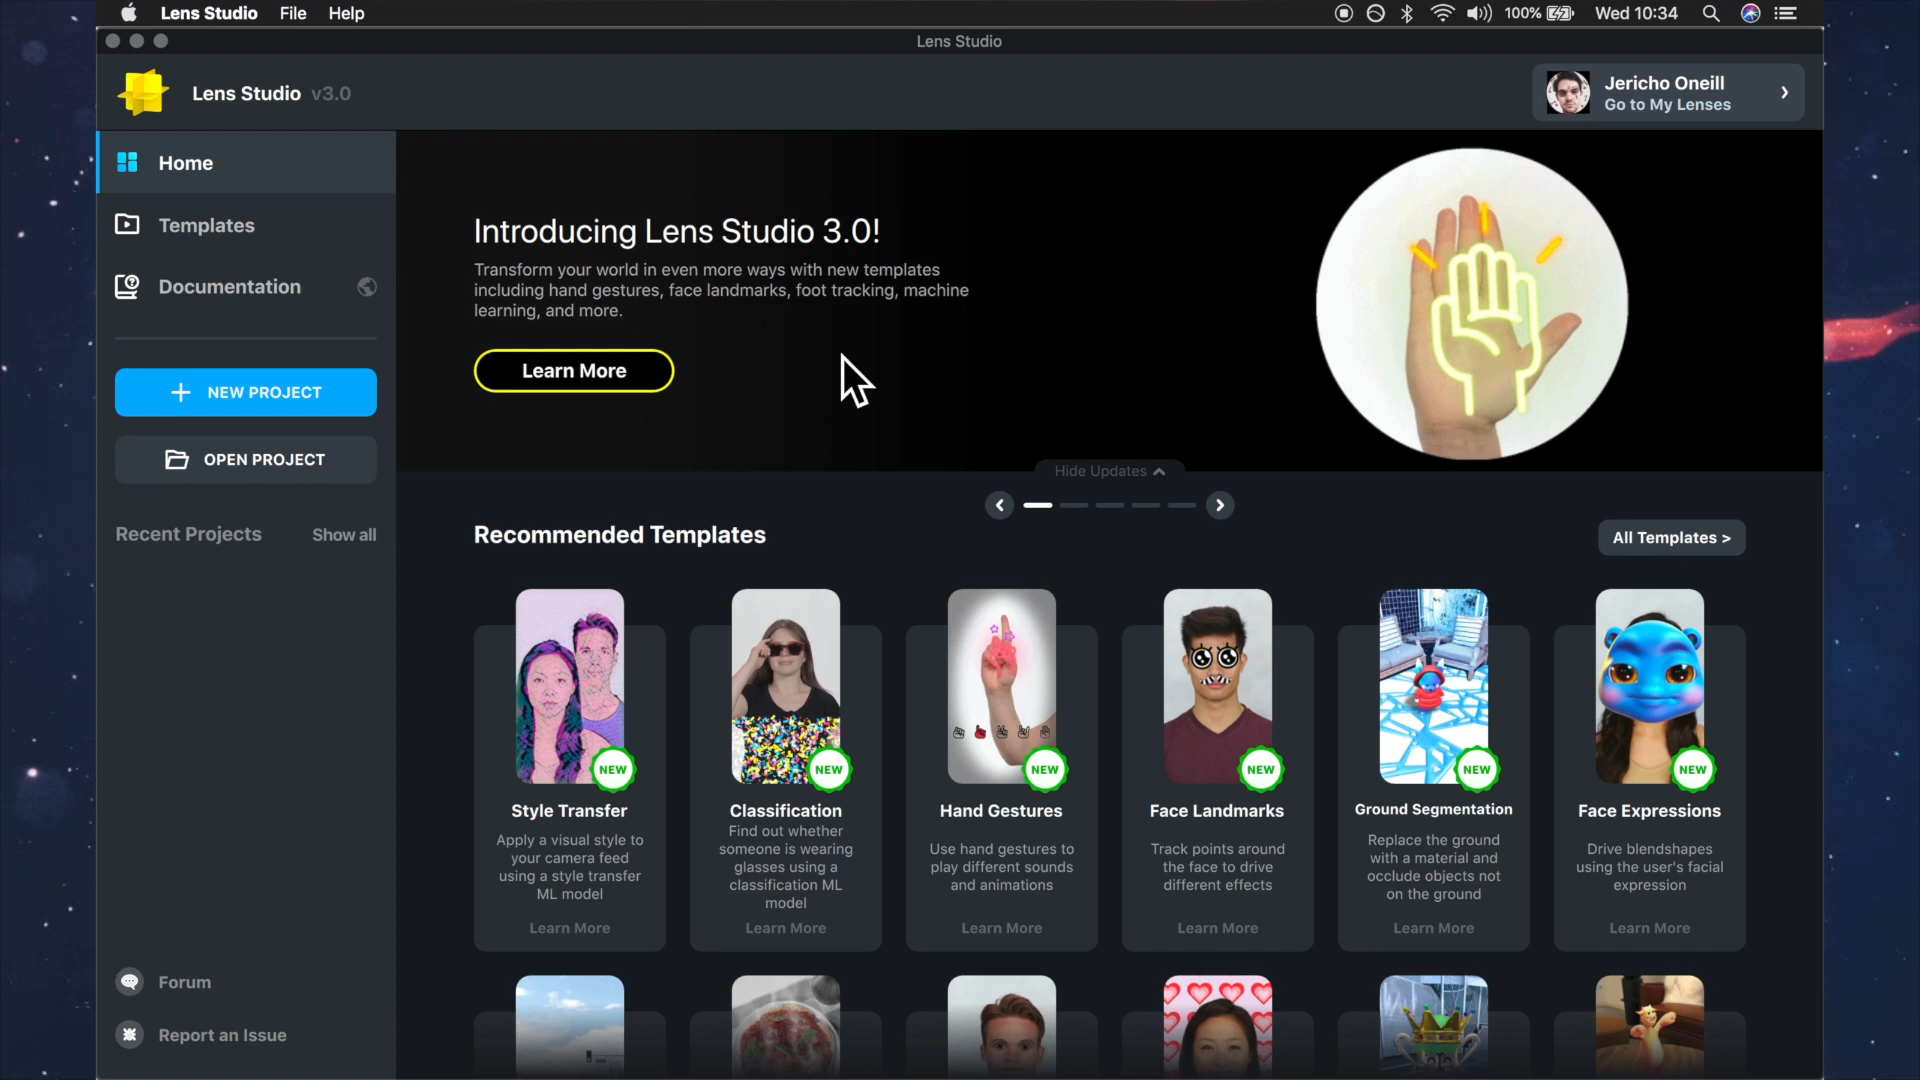 Lens Studio File Help
100% Wed 10:34
Lens Studio
Lens Studio v3.0
Jericho Oneill
Go to My Lenses
Home
Templates
Documentation
NEW PROJECT
OPEN PROJECT
Recent Projects Show all
Forum
Report an Issue
Introducing Lens Studio 3.0!
Transform your world in even more ways with new templates
including hand gestures, face landmarks, foot tracking, machine
learning, and more.
Learn More
Hide Updates
Recommended Templates
All Templates >
NEW
Style Transfer
Apply a visual style to
your camera feed
using a style transfer
ML model
Learn More
NEW
Classification
Find out whether
someone is wearing
glasses using a
classification ML
model
Learn More
NEW
Hand Gestures
Use hand gestures to
play different sounds
and animations
Learn More
NEW
Face Landmarks
Track points around
the face to drive
different effects
Learn More
NEW
Ground Segmentation
Replace the ground
with a material and
occlude objects not
on the ground
Learn More
NEW
Face Expressions
Drive blendshapes
using the user's facial
expression
Learn More